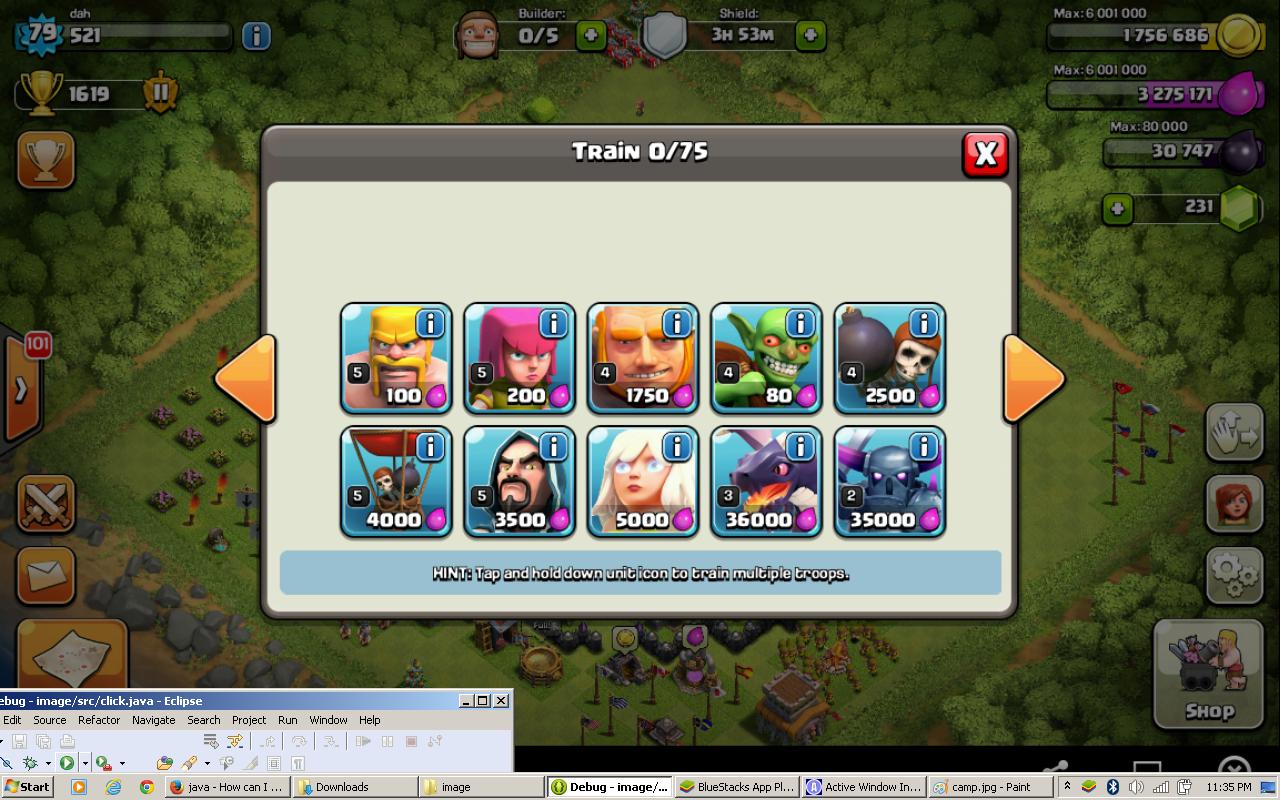 dah
79 521
Builder:
0/5
Shield:
3H 53M
Max: 6 001 000
1 756 686
Max: 6 001 000
3 275 171
Max: 80 000
30 747
231
1619
II
Train 0/75
X
101
i i i i i
5 5 4 4 4
100 200 1750 80 2500
i i i i i
5 5 3 2
4000 3500 5000 36000 35000
HINT: Tap and hold down unit icon to train multiple troops.
Full!
Shop
ebug - image/src/click.java - Eclipse
Edit Source Refactor Navigate Search Project Run Window Help
Start
java - How can I ...
Downloads
image
Debug - image/...
BlueStacks App Pl...
Active Window In...
camp.jpg - Paint
11:35 PM